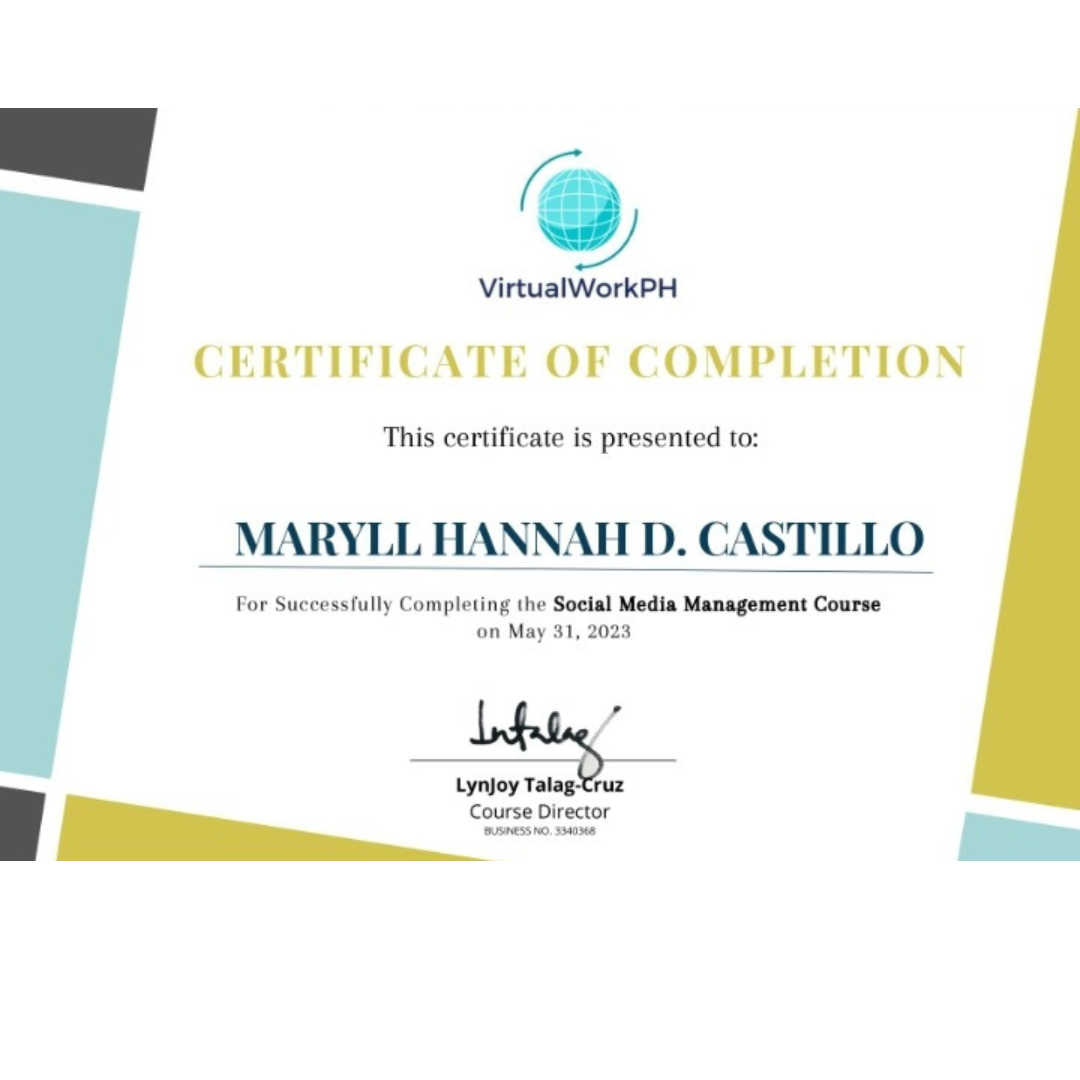 VirtualWorkPH
CERTIFICATE OF COMPLETION
This certificate is presented to:
MARYLL HANNAH D. CASTILLO
For Successfully Completing the Social Media Management Course
on May 31, 2023
LynJoy Talag-Cruz
Course Director
BUSINESS NO. 3340368